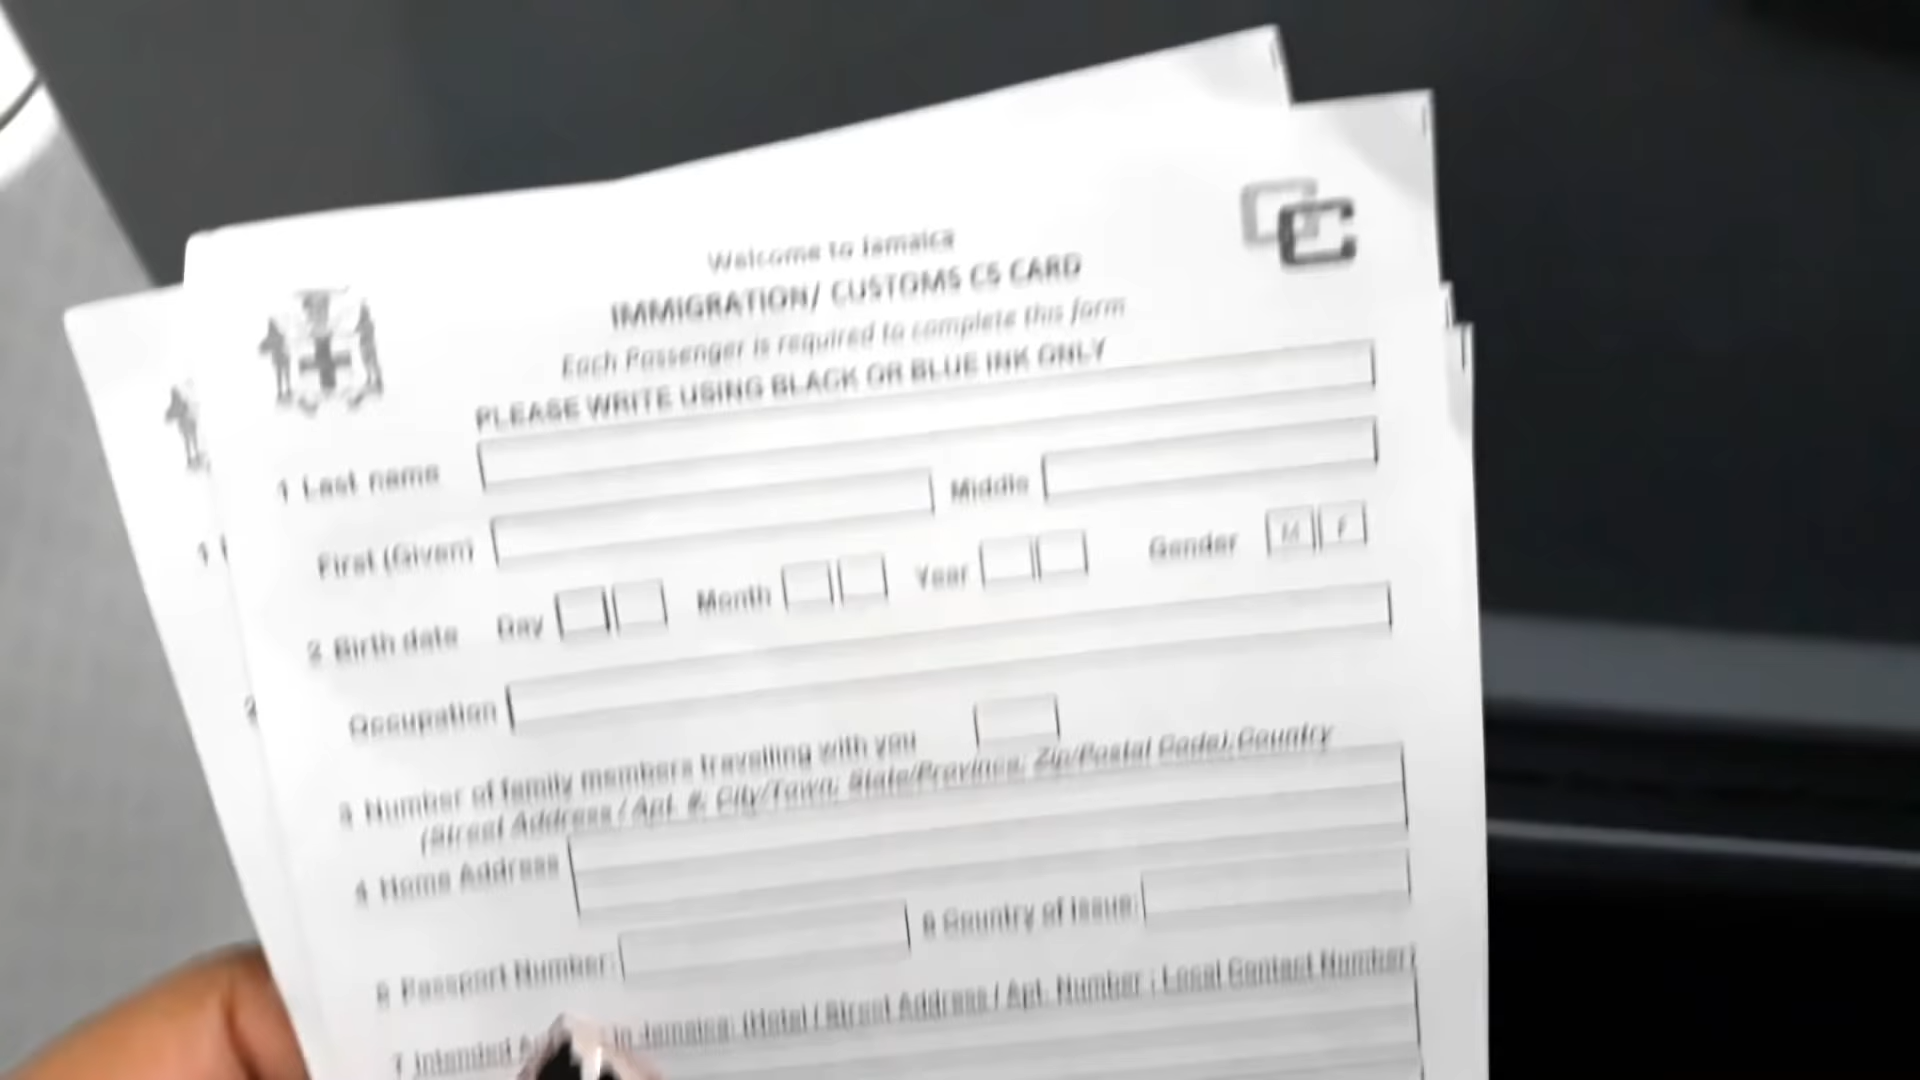 Welcome to Jamaica
IMMIGRATION/ CUSTOMS C5 CARD
Each Passenger is required to complete this form
PLEASE WRITE USING BLACK OR BLUE INK ONLY
1 Last name
First (Given) Middle
2 Birth date Day Month Year Gender M F
Occupation
3 Number of family members travelling with you
(Street Address / Apt. #; City/Town; State/Province; Zip/Postal Code); Country
4 Home Address
5 Passport Number: 6 Country of Issue:
7 Intended in Jamaica: (Hotel / Street Address / Apt. Number ; Local Contact Number)
1
2